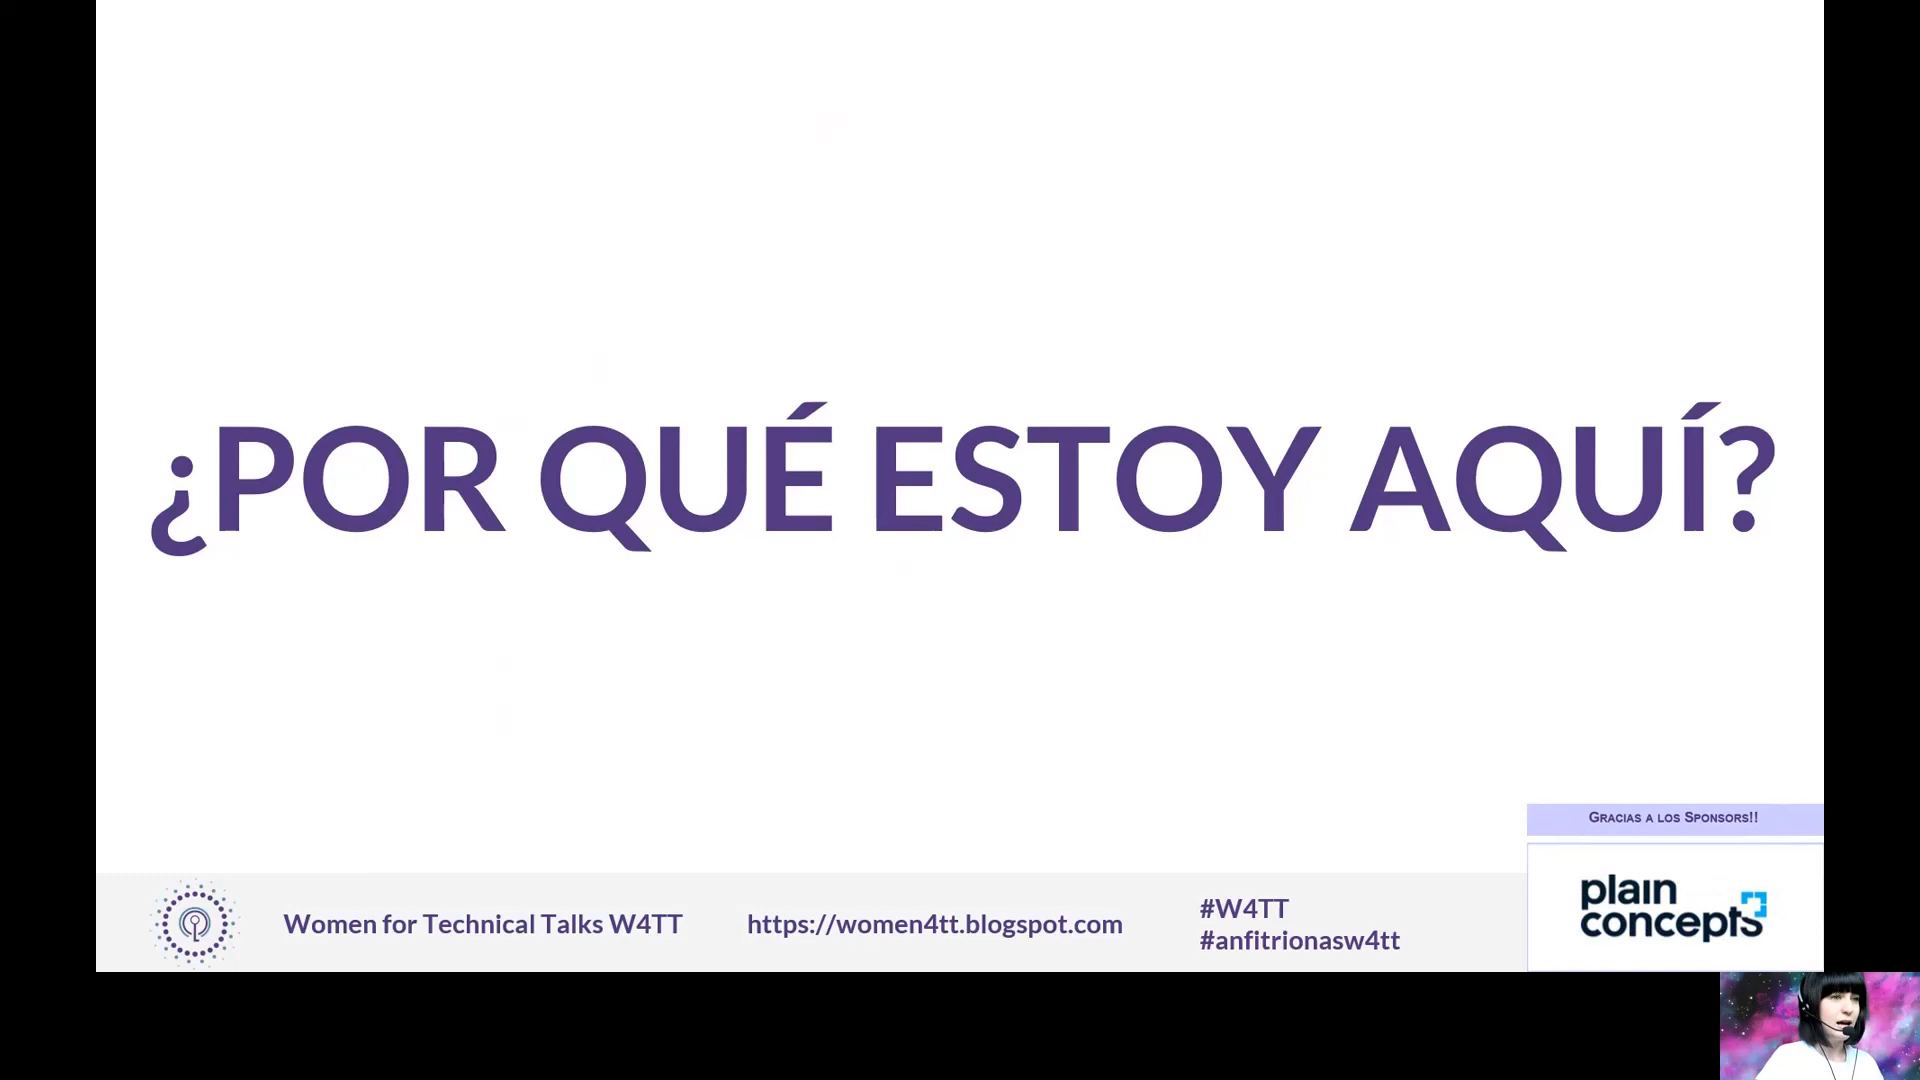 ¿POR QUÉ ESTOY AQUÍ?
Gracias a los Sponsors!!
plain
concepts
Women for Technical Talks W4TT
https://women4tt.blogspot.com
#W4TT
#anfitrionasw4tt